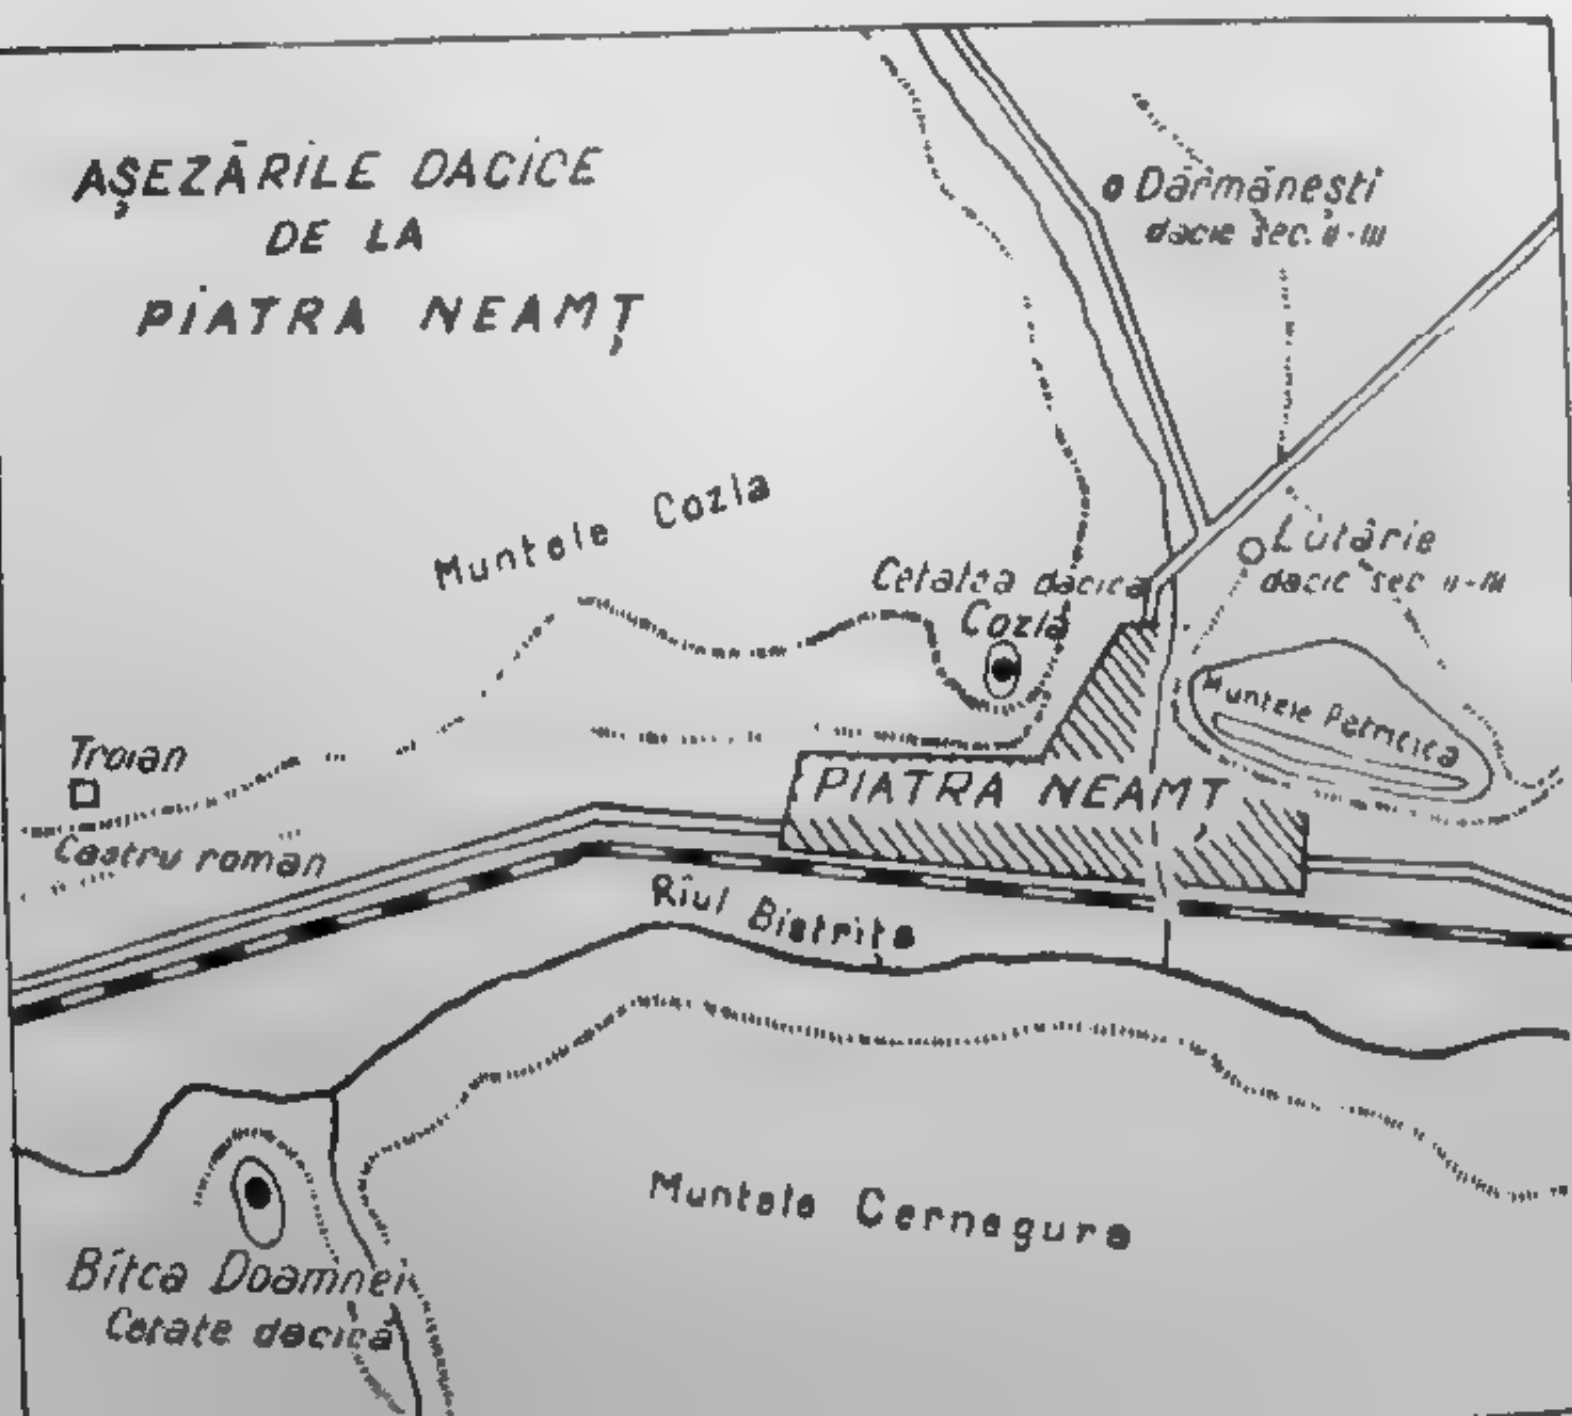 AȘEZĂRILE DACICE
DE LA
PIATRA NEAMȚ
Dărmănești
dacic sec. II-III
Muntele Cozla
Cetatea dacică
Cozla
Lutărie
dacic sec II-III
Muntele Petricica
Troian
Castru roman
PIATRA NEAMȚ
Rîul Bistrița
Muntele Cernegura
Bîtca Doamnei
Cetate dacică